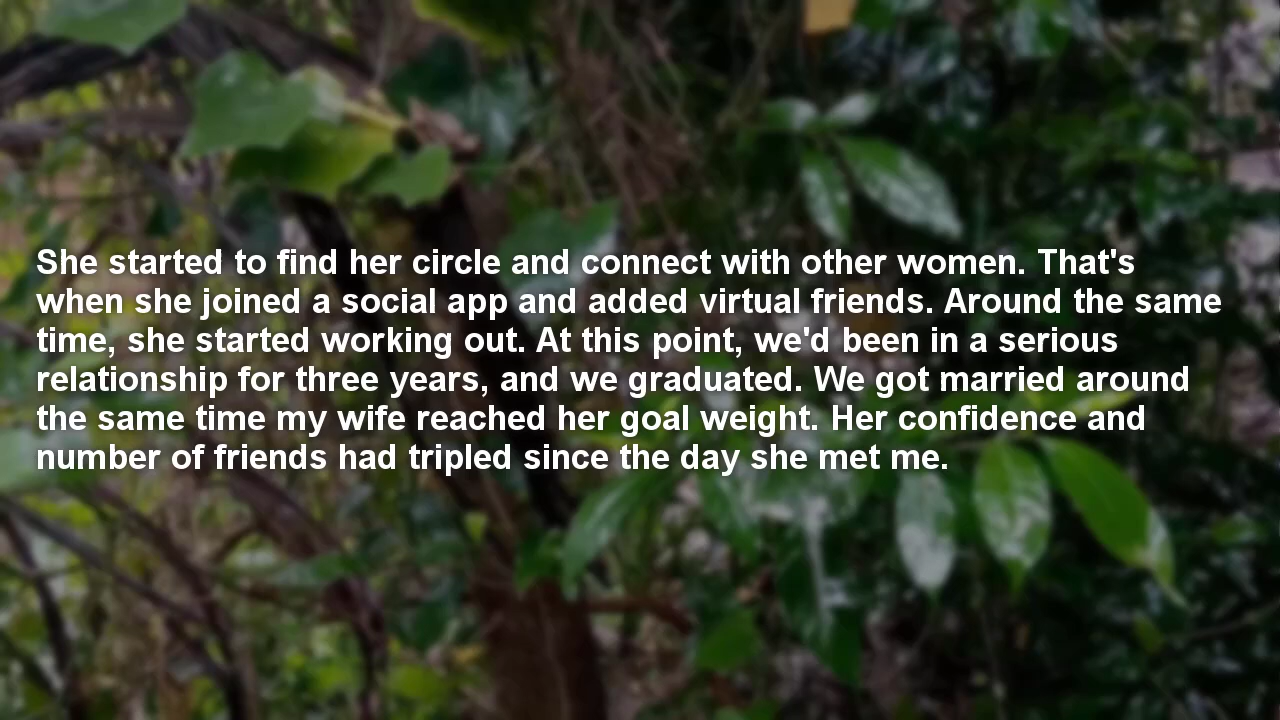 She started to find her circle and connect with other women. That's
when she joined a social app and added virtual friends. Around the same
time, she started working out. At this point, we'd been in a serious
relationship for three years, and we graduated. We got married around
the same time my wife reached her goal weight. Her confidence and
number of friends had tripled since the day she met me.